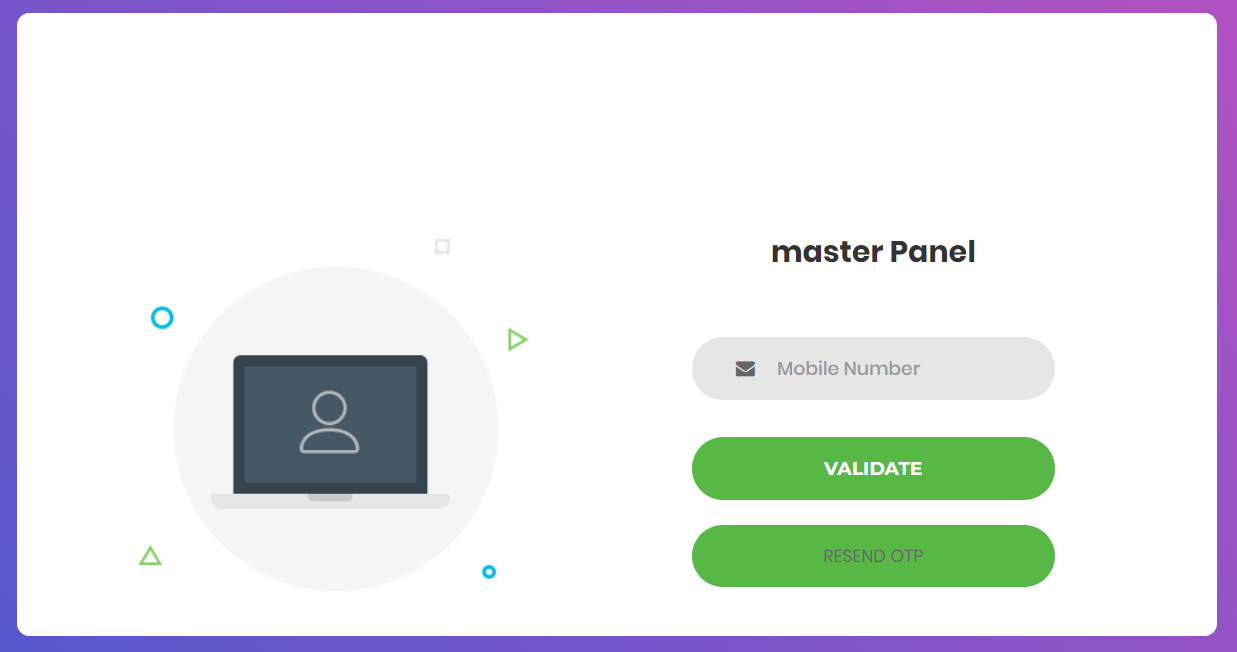 master Panel
Mobile Number
VALIDATE
RESEND OTP